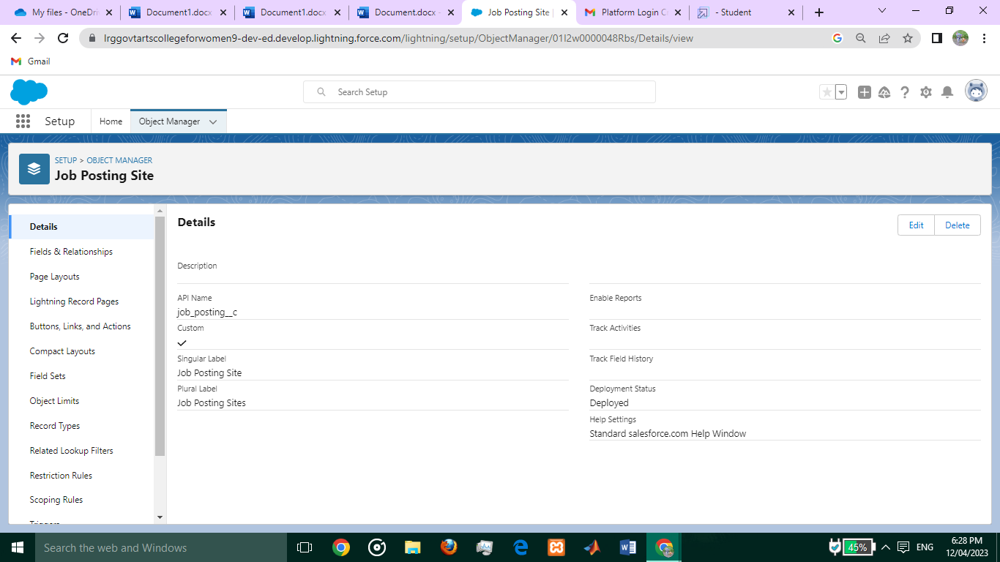 My files - OneDri
Document1.docx
Document1.docx
Document.docx -
Job Posting Site |
Platform Login C
- Student
lrggovtartscollegeforwomen9-dev-ed.develop.lightning.force.com/lightning/setup/ObjectManager/01I2w0000048Rbs/Details/view
Gmail
Search Setup
Setup
Home
Object Manager
SETUP > OBJECT MANAGER
Job Posting Site
Details
Fields & Relationships
Page Layouts
Lightning Record Pages
Buttons, Links, and Actions
Compact Layouts
Field Sets
Object Limits
Record Types
Related Lookup Filters
Restriction Rules
Scoping Rules
Triggers
Details
Edit
Delete
Description
API Name
job_posting__c
Custom
Singular Label
Job Posting Site
Plural Label
Job Posting Sites
Enable Reports
Track Activities
Track Field History
Deployment Status
Deployed
Help Settings
Standard salesforce.com Help Window
Search the web and Windows
45%
ENG
6:28 PM
12/04/2023